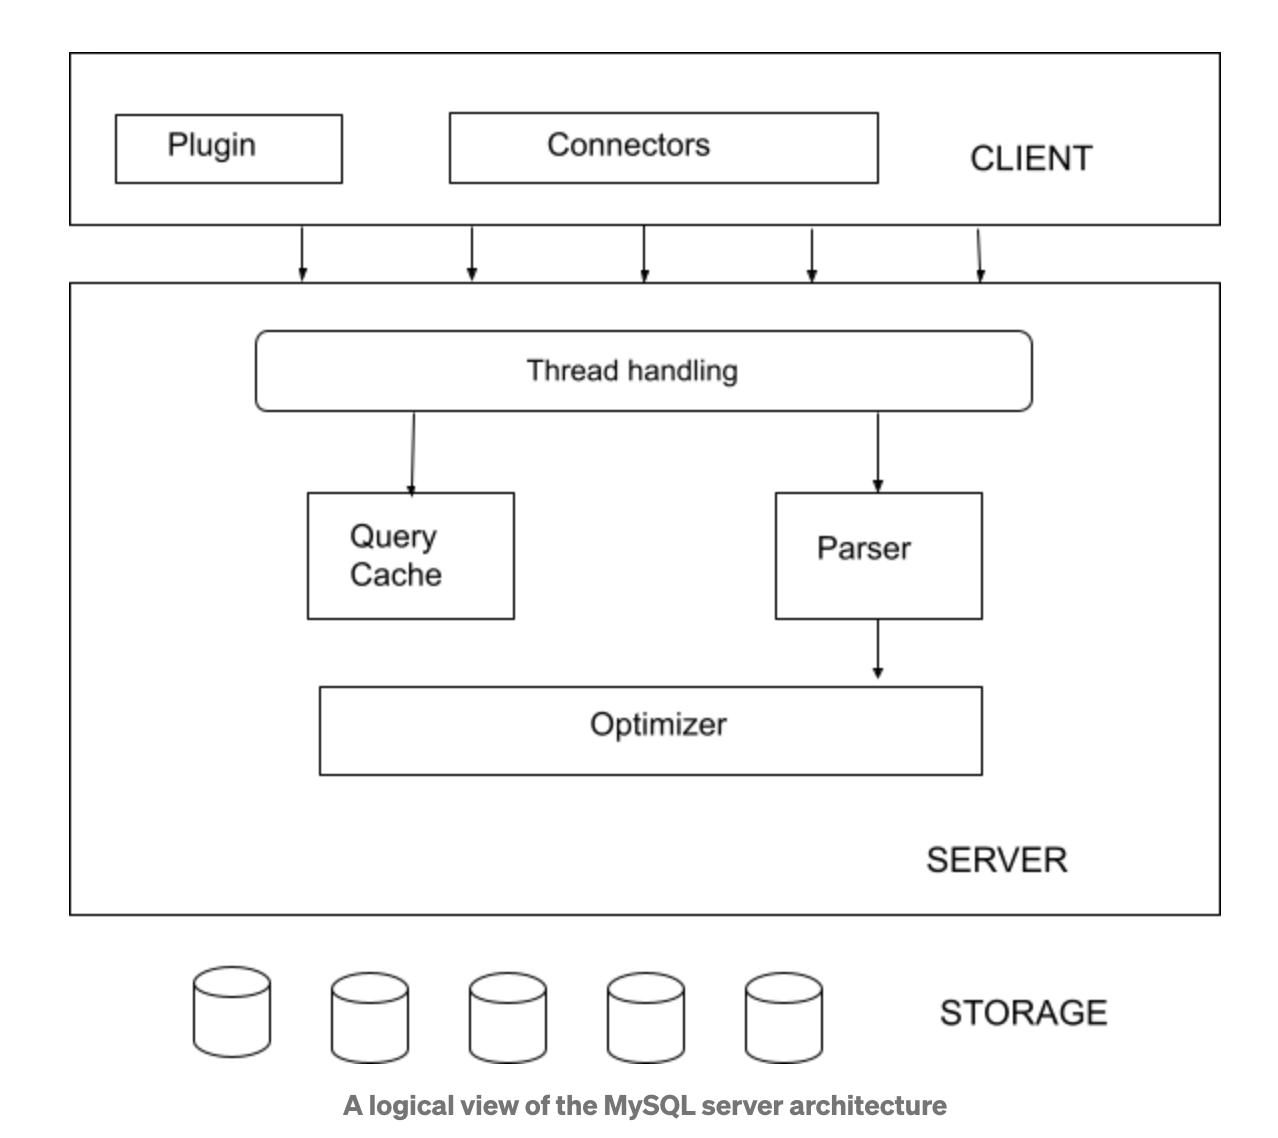 Plugin
Connectors
CLIENT
Thread handling
Query
Cache
Parser
Optimizer
SERVER
STORAGE
A logical view of the MySQL server architecture